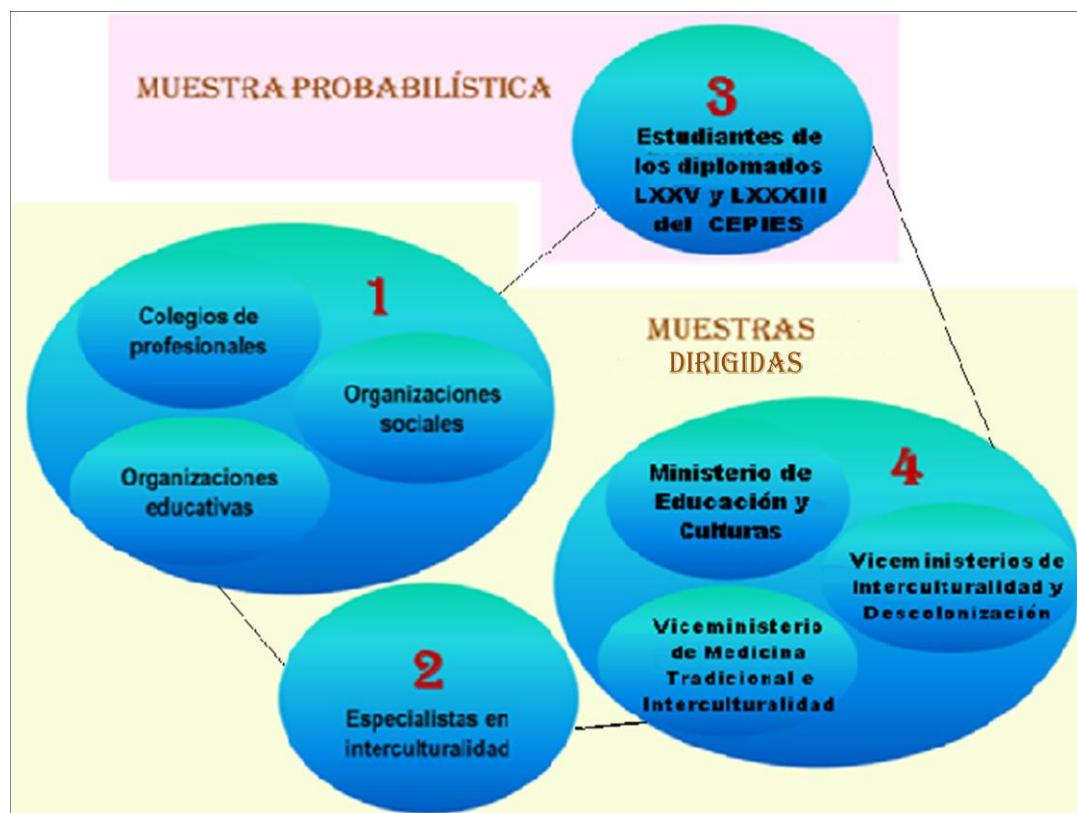 MUESTRA PROBABILÍSTICA
3
Estudiantes de
los diplomados
LXXV y LXXXIII
del CEPIES
1
Colegios de
profesionales
Organizaciones
sociales
Organizaciones
educativas
MUESTRAS
DIRIGIDAS
4
Ministerio de
Educación y
Culturas
Viceministerios de
Interculturalidad y
Descolonización
Viceministerio
de Medicina
Tradicional e
Interculturalidad
2
Especialistas en
interculturalidad